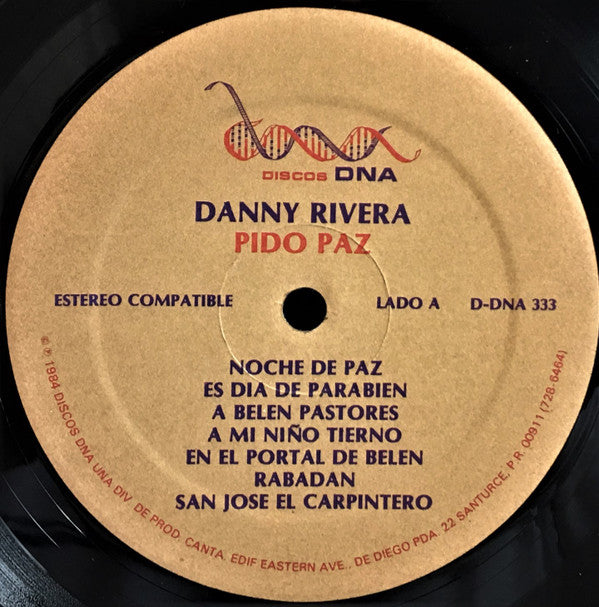 dna
DISCOS DNA
DANNY RIVERA
PIDO PAZ
ESTEREO COMPATIBLE LADO A D-DNA 333
NOCHE DE PAZ
ES DIA DE PARABIEN
A BELEN PASTORES
A MI NIÑO TIERNO
EN EL PORTAL DE BELEN
RABADAN
SAN JOSE EL CARPINTERO
© ℗ 1984 DISCOS DNA UNA DIV. DE PROD. CANTA. EDIF EASTERN AVE., DE DIEGO PDA. 22 SANTURCE, P.R. 00911 (728-6464)